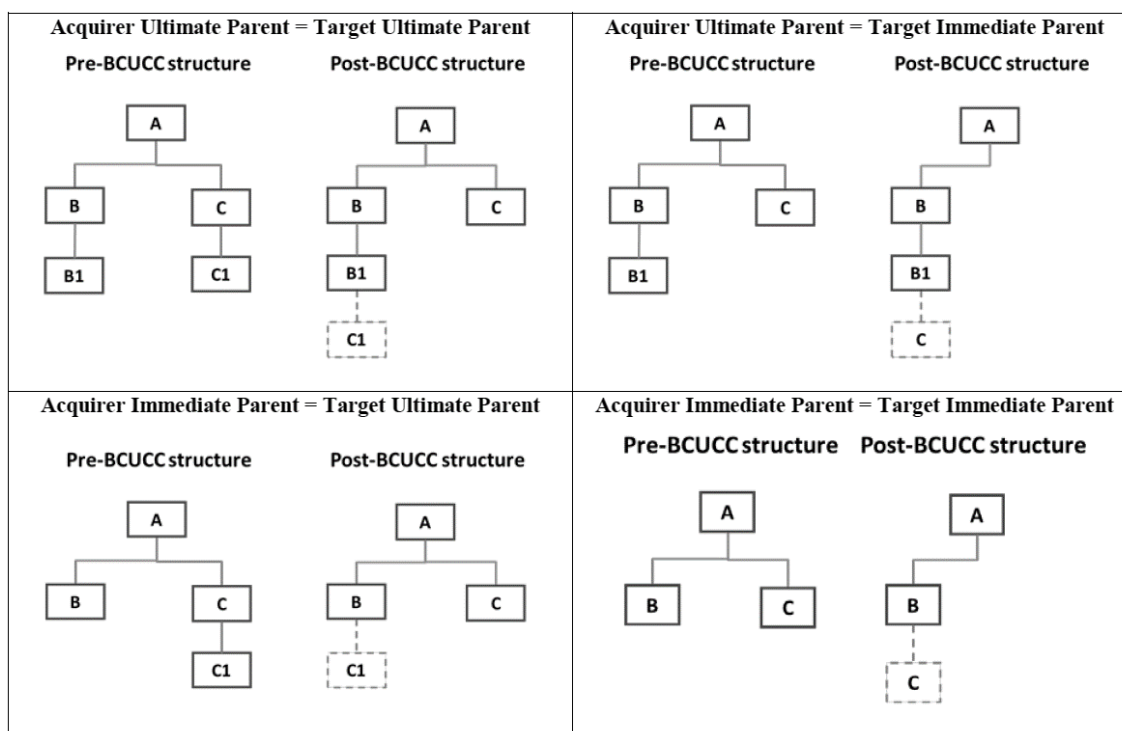 Acquirer Ultimate Parent = Target Ultimate Parent
Pre-BCUCC structure
Post-BCUCC structure
A
B
C
B1
C1
A
B
C
B1
C1
Acquirer Ultimate Parent = Target Immediate Parent
Pre-BCUCC structure
Post-BCUCC structure
A
B
C
B1
A
B
B1
C
Acquirer Immediate Parent = Target Ultimate Parent
Pre-BCUCC structure
Post-BCUCC structure
A
B
C
C1
A
B
C
C1
Acquirer Immediate Parent = Target Immediate Parent
Pre-BCUCC structure
Post-BCUCC structure
A
B
C
A
B
C